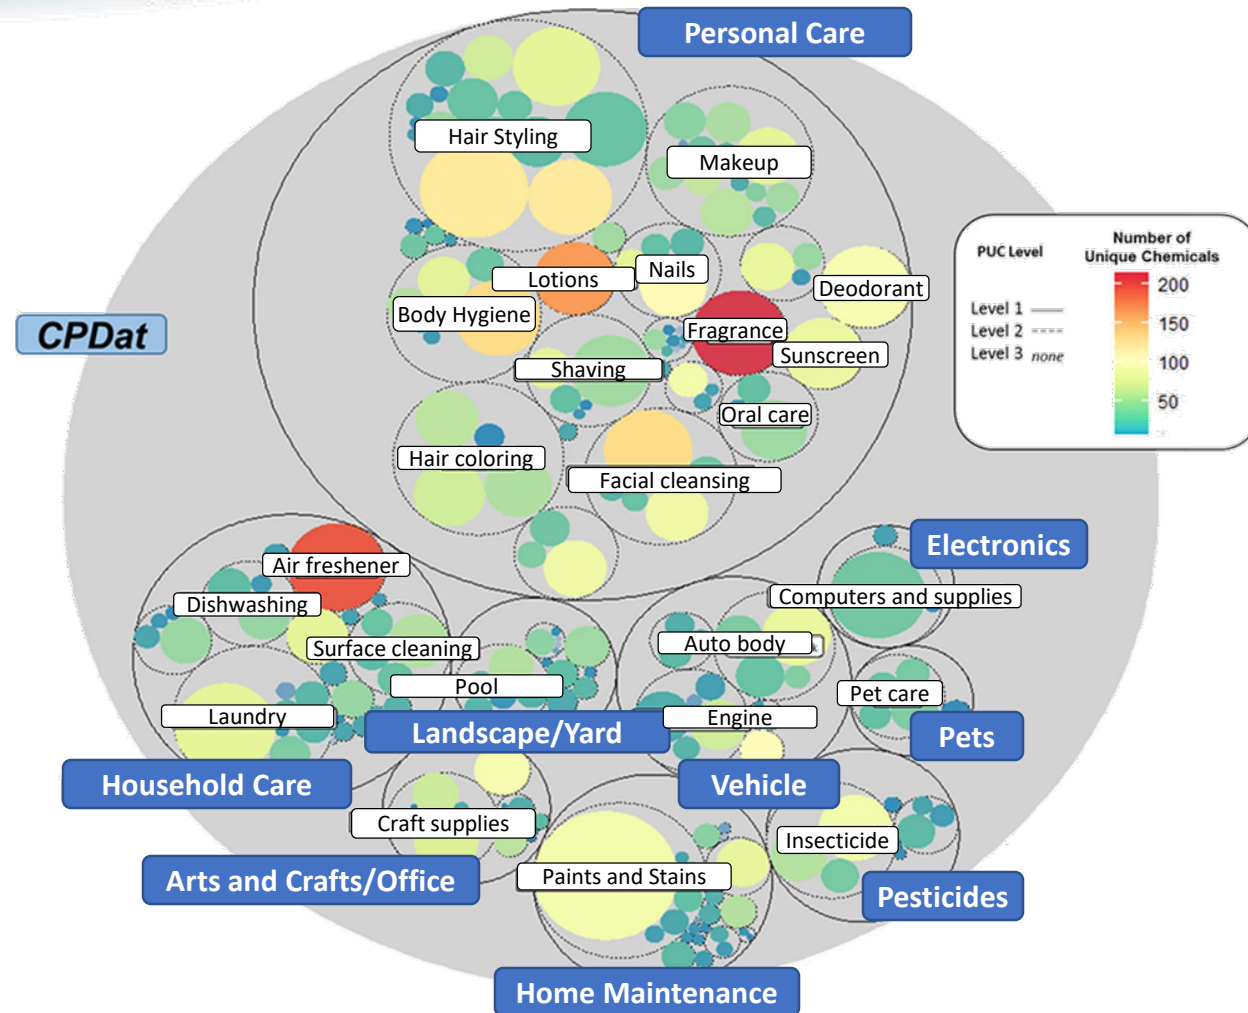 Personal Care
Hair Styling
Makeup
Lotions
Nails
Deodorant
Body Hygiene
Fragrance
Sunscreen
Shaving
Oral care
Hair coloring
Facial cleansing
CPDat
PUC Level
Level 1
Level 2
Level 3 none
Number of
Unique Chemicals
200
150
100
50
Electronics
Air freshener
Computers and supplies
Dishwashing
Surface cleaning
Auto body
Pool
Pet care
Laundry
Engine
Landscape/Yard
Pets
Household Care
Vehicle
Craft supplies
Insecticide
Arts and Crafts/Office
Paints and Stains
Pesticides
Home Maintenance